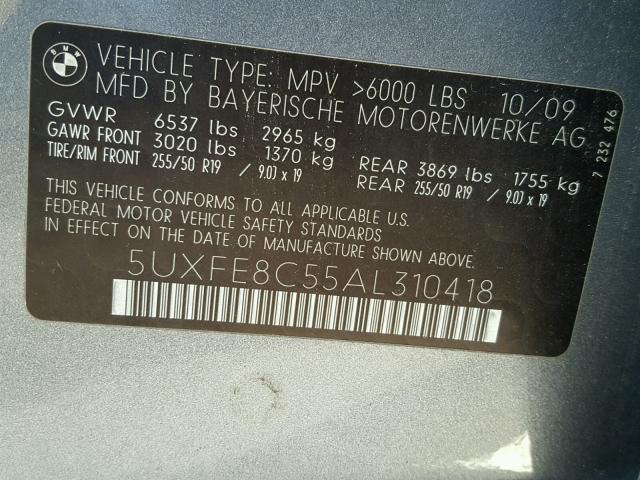 BMW
VEHICLE TYPE: MPV >6000 LBS 10/09
MFD BY BAYERISCHE MOTORENWERKE AG
GVWR 6537 lbs 2965 kg
GAWR FRONT 3020 lbs 1370 kg REAR 3869 lbs 1755 kg
TIRE/RIM FRONT 255/50 R19 / 9.0J x 19 REAR 255/50 R19 / 9.0J x 19
THIS VEHICLE CONFORMS TO ALL APPLICABLE U.S.
FEDERAL MOTOR VEHICLE SAFETY STANDARDS
IN EFFECT ON THE DATE OF MANUFACTURE SHOWN ABOVE
5UXFE8C55AL310418
7 232 476